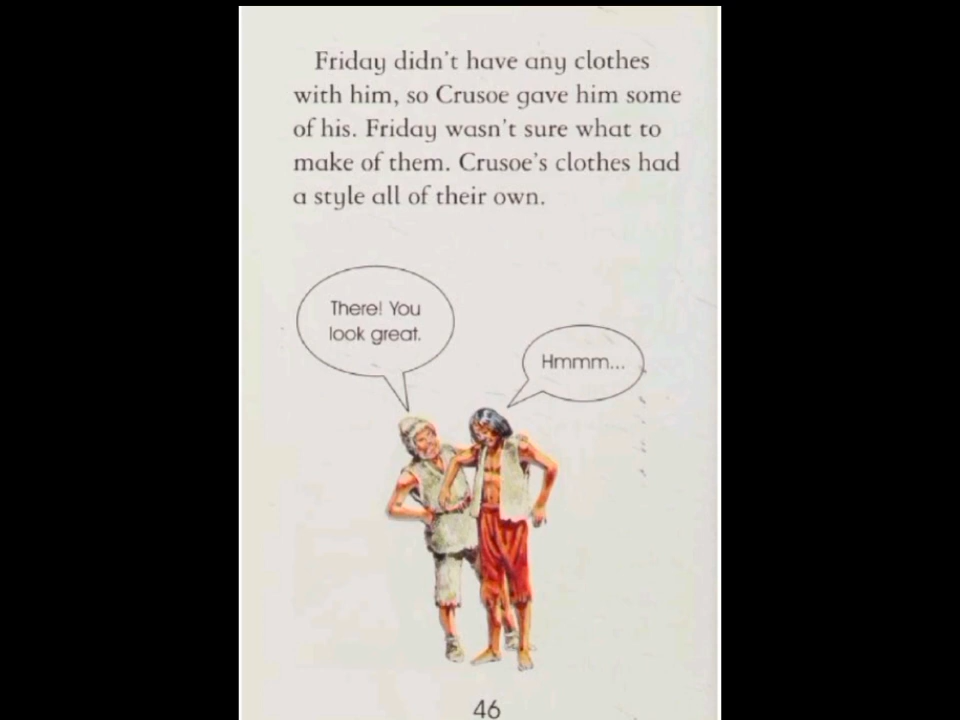 Friday didn't have any clothes
with him, so Crusoe gave him some
of his. Friday wasn't sure what to
make of them. Crusoe's clothes had
a style all of their own.
There! You
look great.
Hmmm...
46